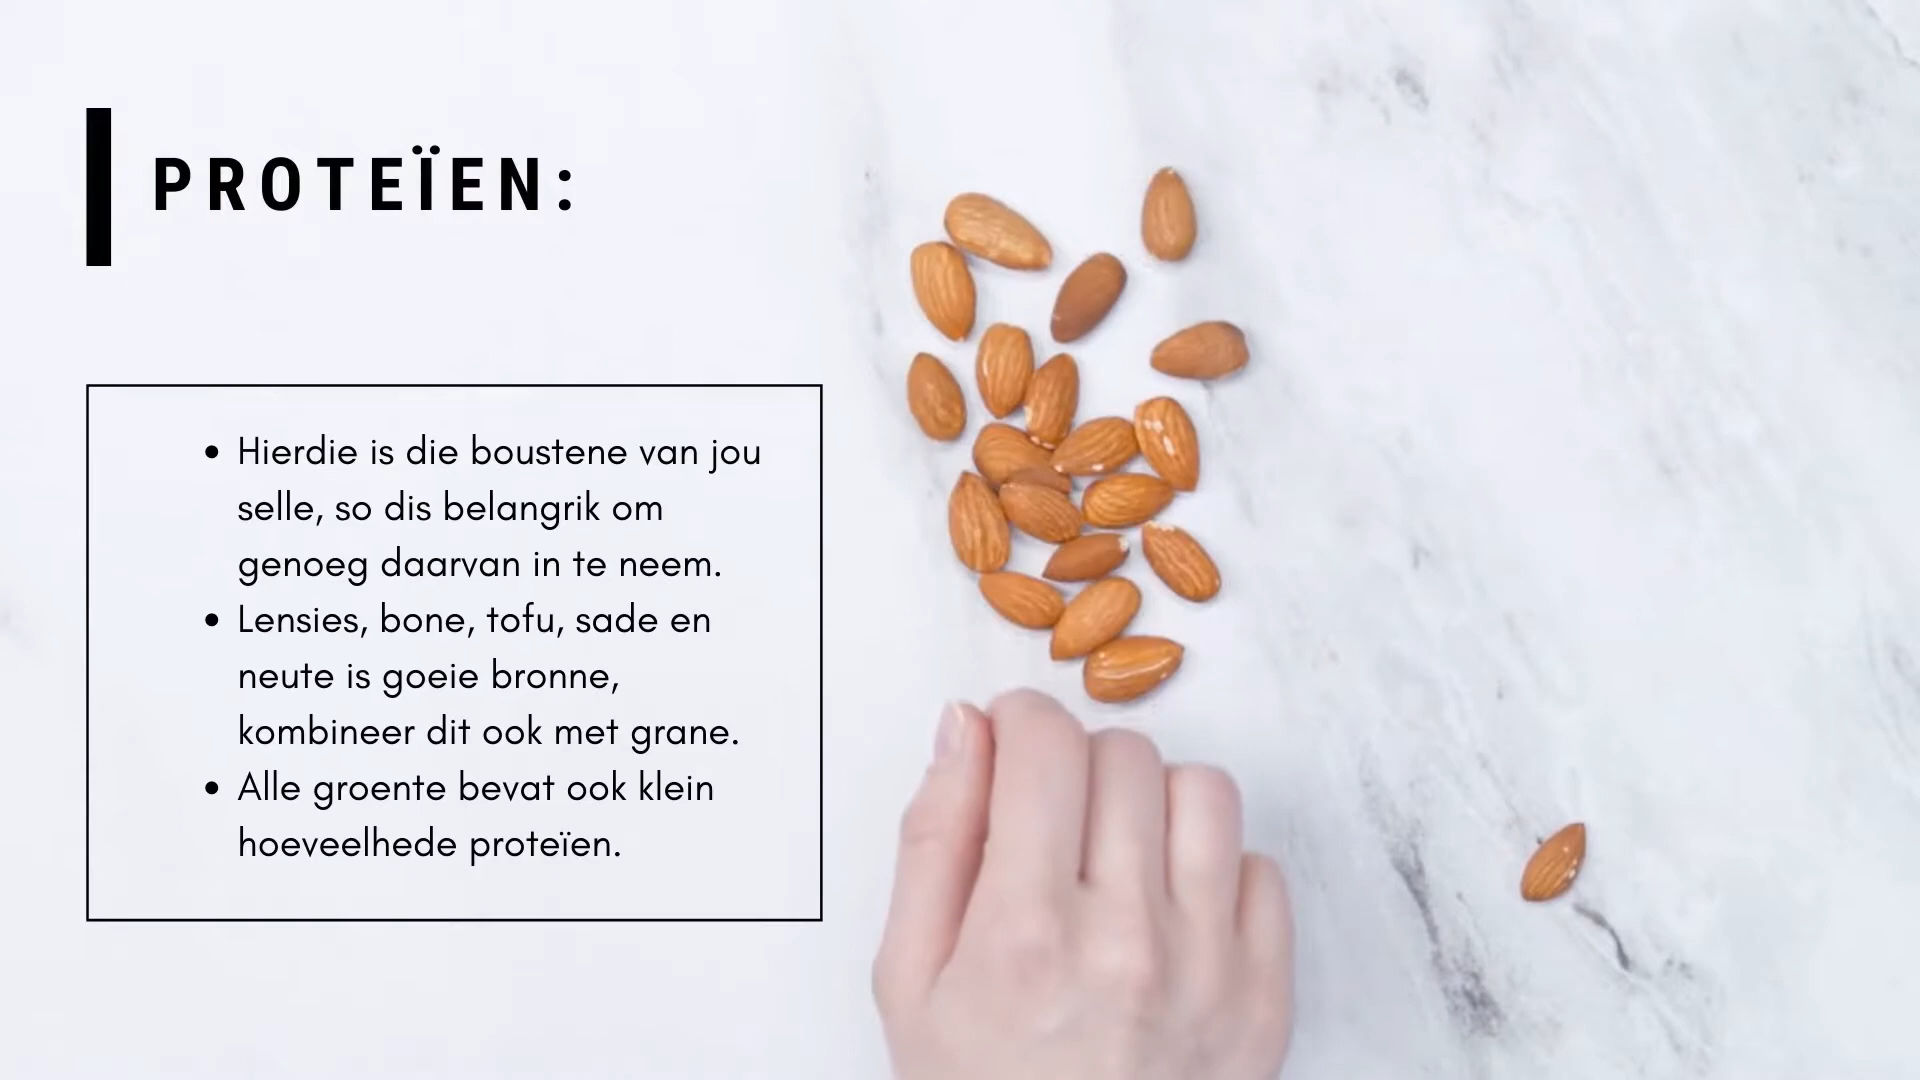 PROTEÏEN:
• Hierdie is die boustene van jou
selle, so dis belangrik om
genoeg daarvan in te neem.
• Lensies, bone, tofu, sade en
neute is goeie bronne,
kombineer dit ook met grane.
• Alle groente bevat ook klein
hoeveelhede proteïen.